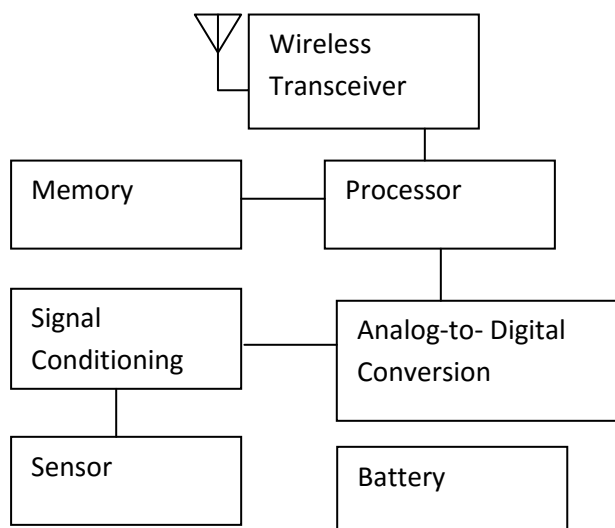 Wireless
Transceiver
Memory
Processor
Signal
Conditioning
Analog-to- Digital
Conversion
Sensor
Battery